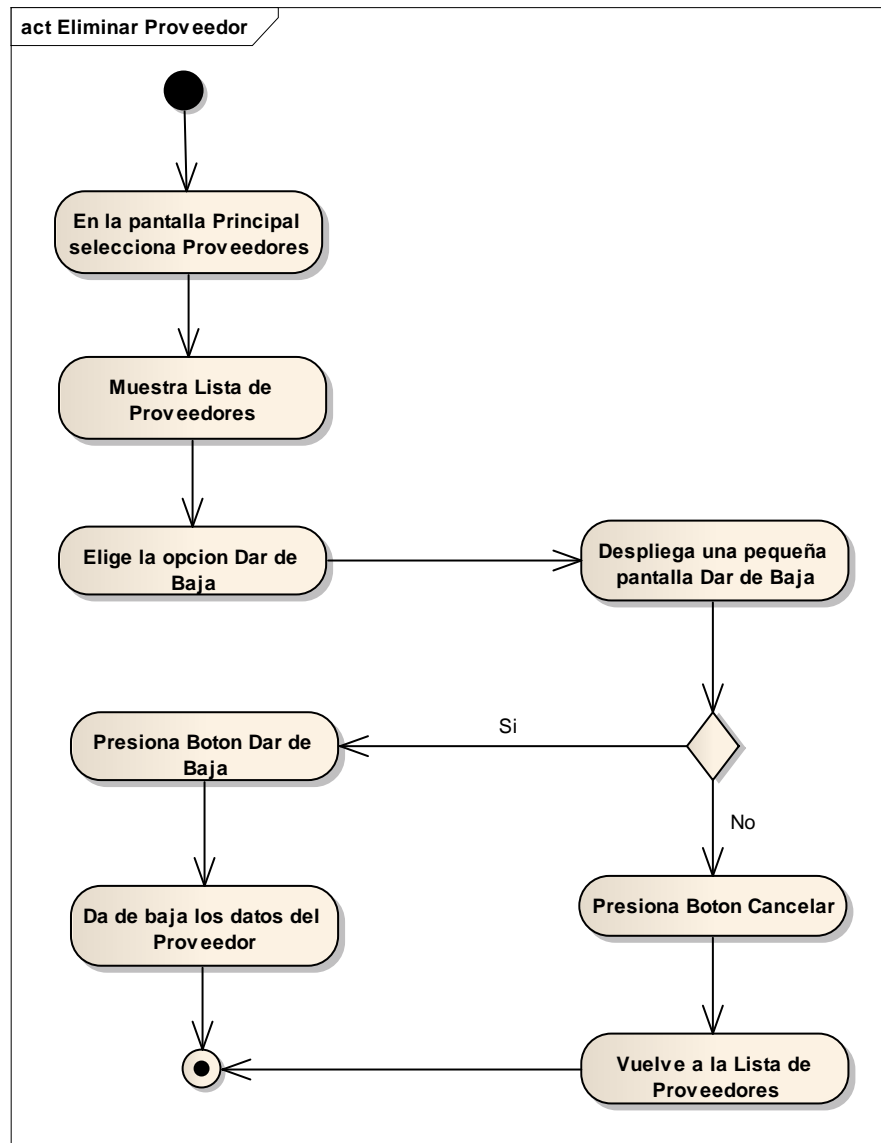 act Eliminar Proveedor
En la pantalla Principal
selecciona Proveedores
Muestra Lista de
Proveedores
Elige la opcion Dar de
Baja
Despliega una pequeña
pantalla Dar de Baja
Si
Presiona Boton Dar de
Baja
No
Da de baja los datos del
Proveedor
Presiona Boton Cancelar
Vuelve a la Lista de
Proveedores